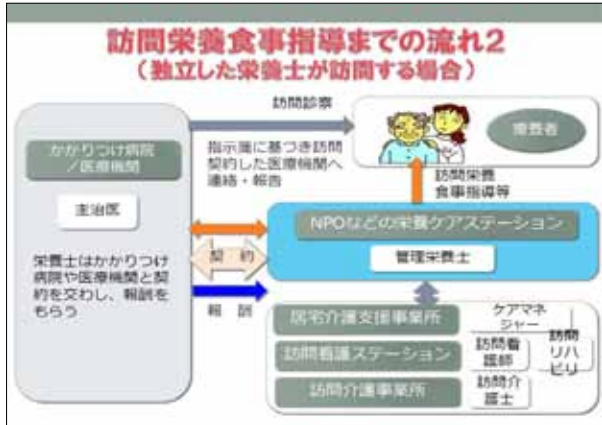 訪問栄養食事指導までの流れ2
（独立した栄養士が訪問する場合）
訪問診察
かかりつけ病院
／医療機関
主治医
栄養士はかかりつけ
病院や医療機関と契
約を交わし、報酬を
もらう
指示箋に基づき訪問
契約した医療機関へ
連絡・報告
療養者
訪問栄養
食事指導等
NPOなどの栄養ケアステーション
管理栄養士
契　約
報　酬
居宅介護支援事業所
ケアマネ
ジャー
訪問看護ステーション
訪問看
護師
訪問
リハ
ビリ
訪問介護事業所
訪問介
護士